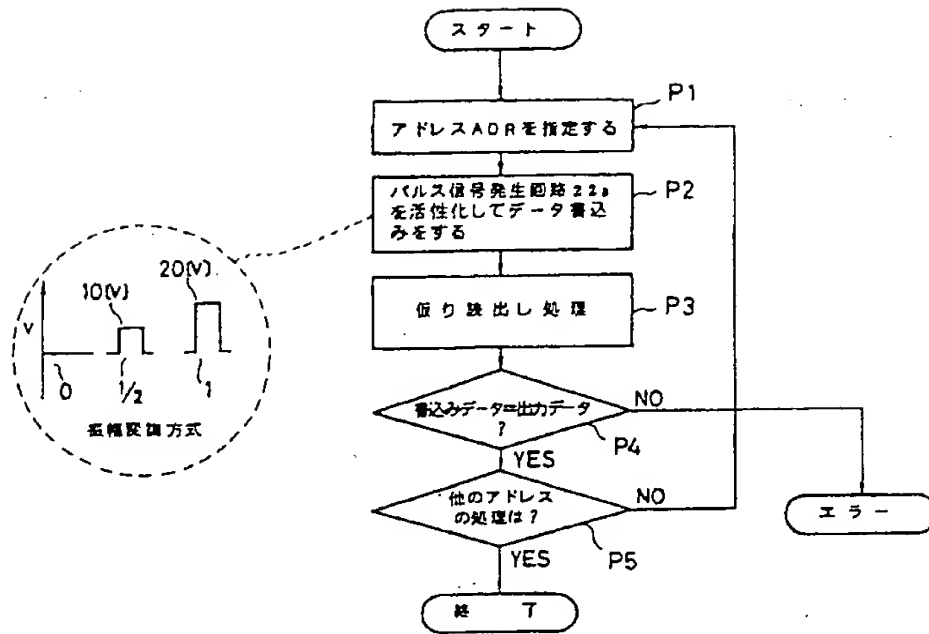 スタート
P1
アドレスADRを指定する
パルス信号発生回路22a
を活性化してデータ書込
みをする
P2
20(V)
10(V)
V
0
1/2
1
振幅変調方式
仮り読出し処理
P3
書込みデータ=出力データ
?
NO
P4
YES
他のアドレス
の処理は?
NO
P5
YES
エラー
終了